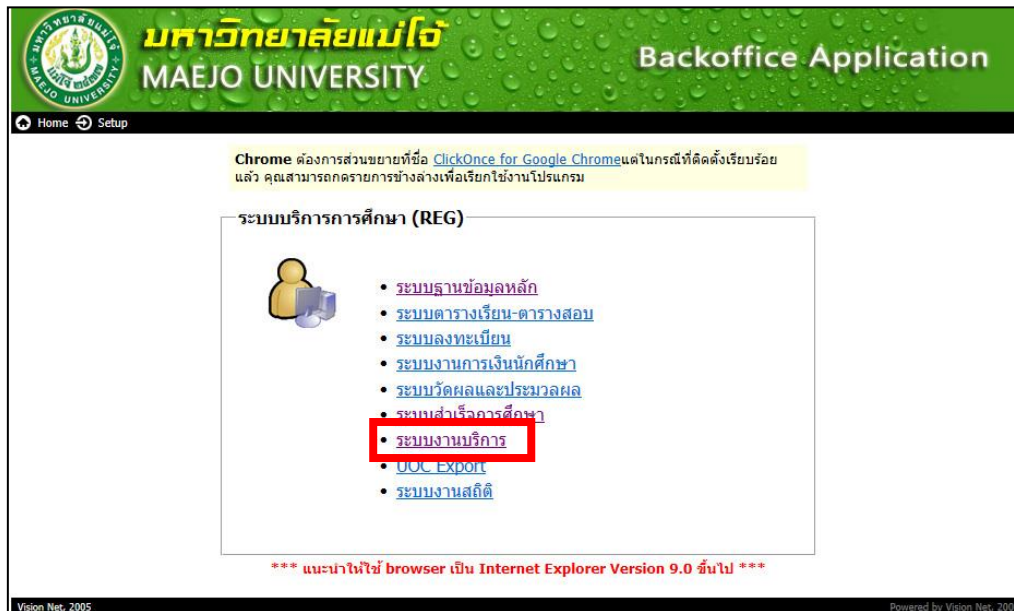 มหาวิทยาลัยแม่โจ้
MAEJO UNIVERSITY
Backoffice Application
Home Setup
Chrome ต้องการส่วนขยายที่ชื่อ ClickOnce for Google Chromeแต่ในกรณีที่ติดตั้งเรียบร้อย
แล้ว คุณสามารถกดรายการข้างล่างเพื่อเรียกใช้งานโปรแกรม
ระบบบริการการศึกษา (REG)
• ระบบฐานข้อมูลหลัก
• ระบบตารางเรียน-ตารางสอบ
• ระบบลงทะเบียน
• ระบบงานการเงินนักศึกษา
• ระบบวัดผลและประมวลผล
• ระบบสำเร็จการศึกษา
• ระบบงานบริการ
• UOC Export
• ระบบงานสถิติ
*** แนะนำให้ใช้ browser เป็น Internet Explorer Version 9.0 ขึ้นไป ***
Vision Net, 2005
Powered by Vision Net, 200